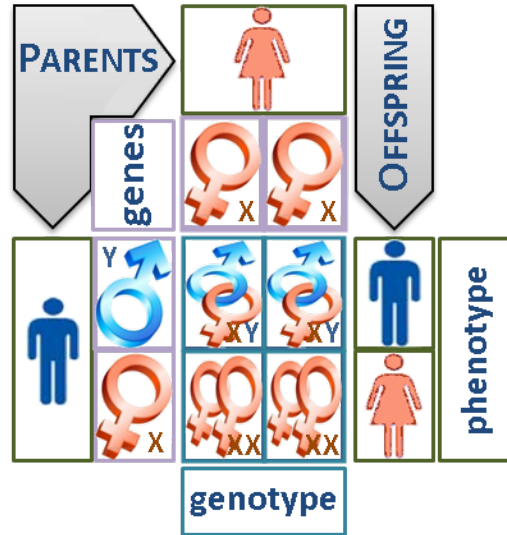 PARENTS
OFFSPRING
genes
X X
Y XY XY
X XX XX
phenotype
genotype